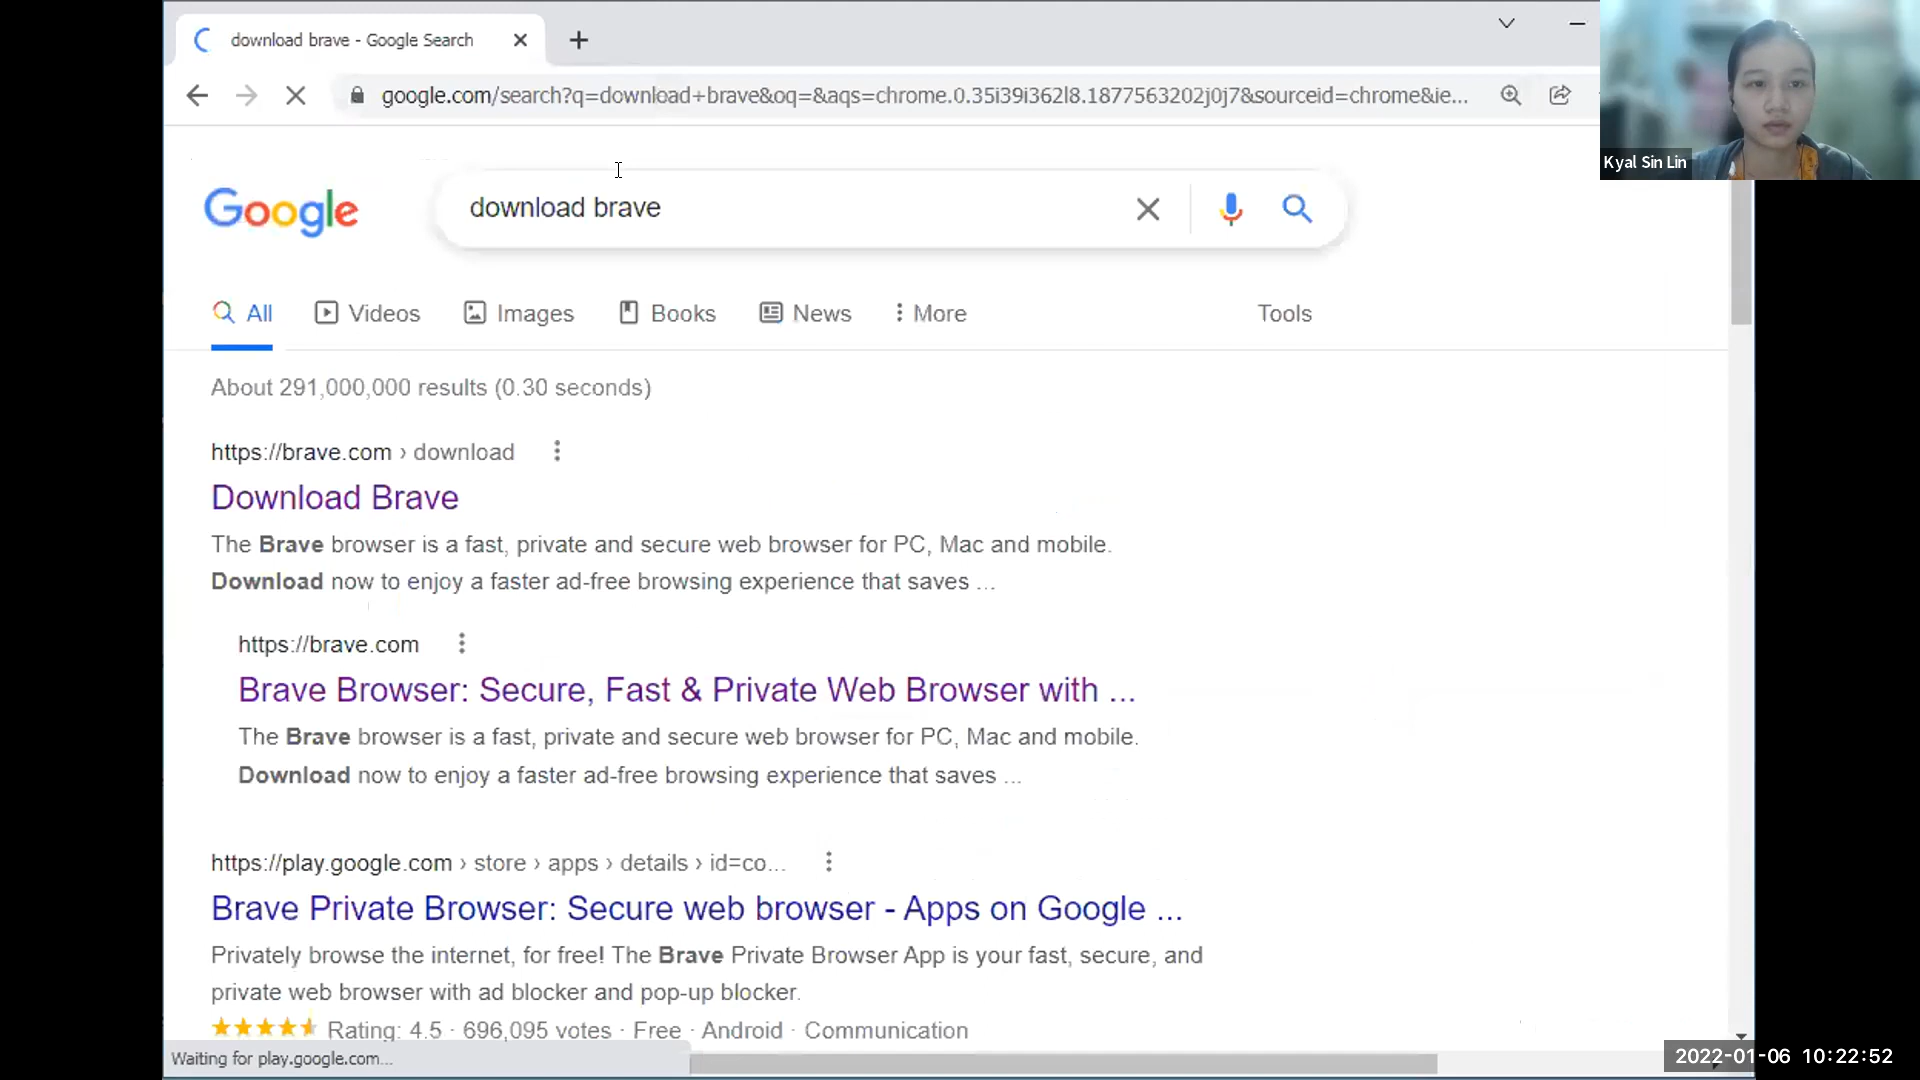 download brave - Google Search
google.com/search?q=download+brave&oq=&aqs=chrome.0.35i39i362l8.1877563202j0j7&sourceid=chrome&ie...
Kyal Sin Lin
Google
download brave
All
Videos
Images
Books
News
More
Tools
About 291,000,000 results (0.30 seconds)
https://brave.com › download
Download Brave
The Brave browser is a fast, private and secure web browser for PC, Mac and mobile.
Download now to enjoy a faster ad-free browsing experience that saves ...
https://brave.com
Brave Browser: Secure, Fast & Private Web Browser with ...
The Brave browser is a fast, private and secure web browser for PC, Mac and mobile.
Download now to enjoy a faster ad-free browsing experience that saves ...
https://play.google.com › store › apps › details › id=co...
Brave Private Browser: Secure web browser - Apps on Google ...
Privately browse the internet, for free! The Brave Private Browser App is your fast, secure, and
private web browser with ad blocker and pop-up blocker.
Rating: 4.5 · 696,095 votes · Free · Android · Communication
Waiting for play.google.com...
2022-01-06 10:22:52